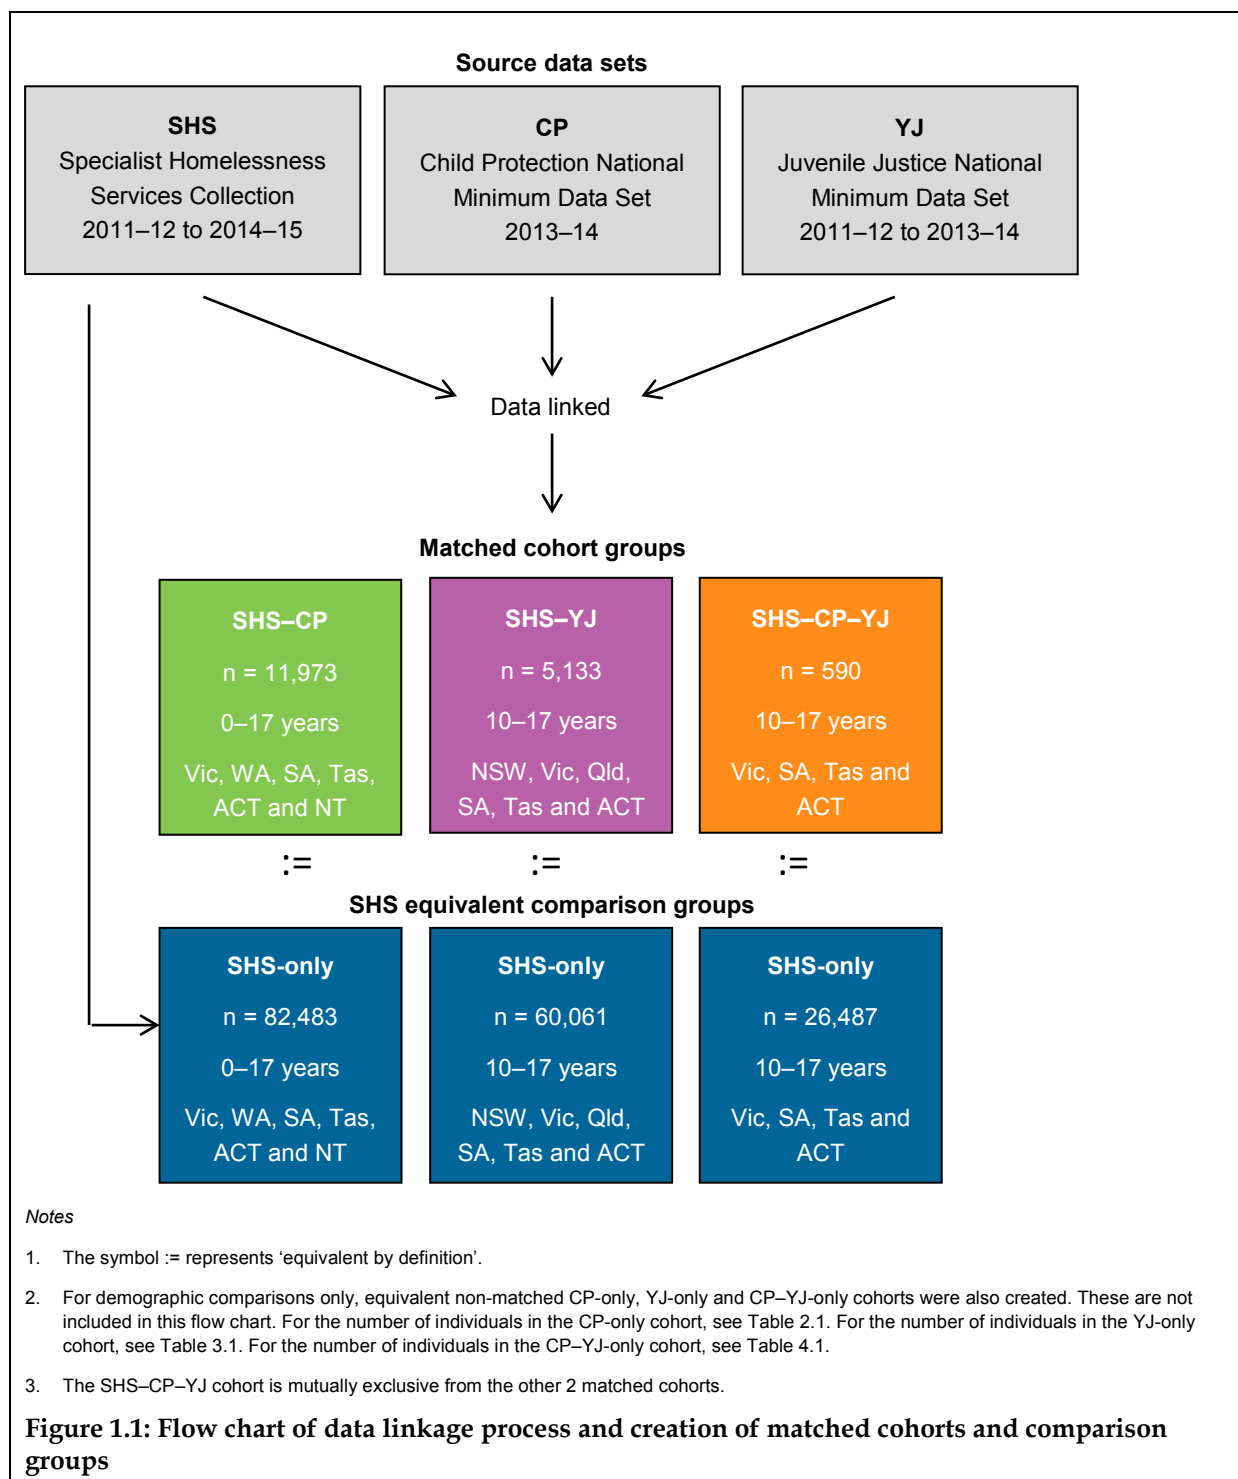 Source data sets
SHS
Specialist Homelessness
Services Collection
2011–12 to 2014–15
CP
Child Protection National
Minimum Data Set
2013–14
YJ
Juvenile Justice National
Minimum Data Set
2011–12 to 2013–14
Data linked
Matched cohort groups
SHS–CP
n = 11,973
0–17 years
Vic, WA, SA, Tas,
ACT and NT
SHS–YJ
n = 5,133
10–17 years
NSW, Vic, Qld,
SA, Tas and ACT
SHS–CP–YJ
n = 590
10–17 years
Vic, SA, Tas and
ACT
:=
:=
:=
SHS equivalent comparison groups
SHS-only
n = 82,483
0–17 years
Vic, WA, SA, Tas,
ACT and NT
SHS-only
n = 60,061
10–17 years
NSW, Vic, Qld,
SA, Tas and ACT
SHS-only
n = 26,487
10–17 years
Vic, SA, Tas and
ACT
Notes
1. The symbol := represents ‘equivalent by definition’.
2. For demographic comparisons only, equivalent non-matched CP-only, YJ-only and CP–YJ-only cohorts were also created. These are not
included in this flow chart. For the number of individuals in the CP-only cohort, see Table 2.1. For the number of individuals in the YJ-only
cohort, see Table 3.1. For the number of individuals in the CP–YJ-only cohort, see Table 4.1.
3. The SHS–CP–YJ cohort is mutually exclusive from the other 2 matched cohorts.
Figure 1.1: Flow chart of data linkage process and creation of matched cohorts and comparison
groups